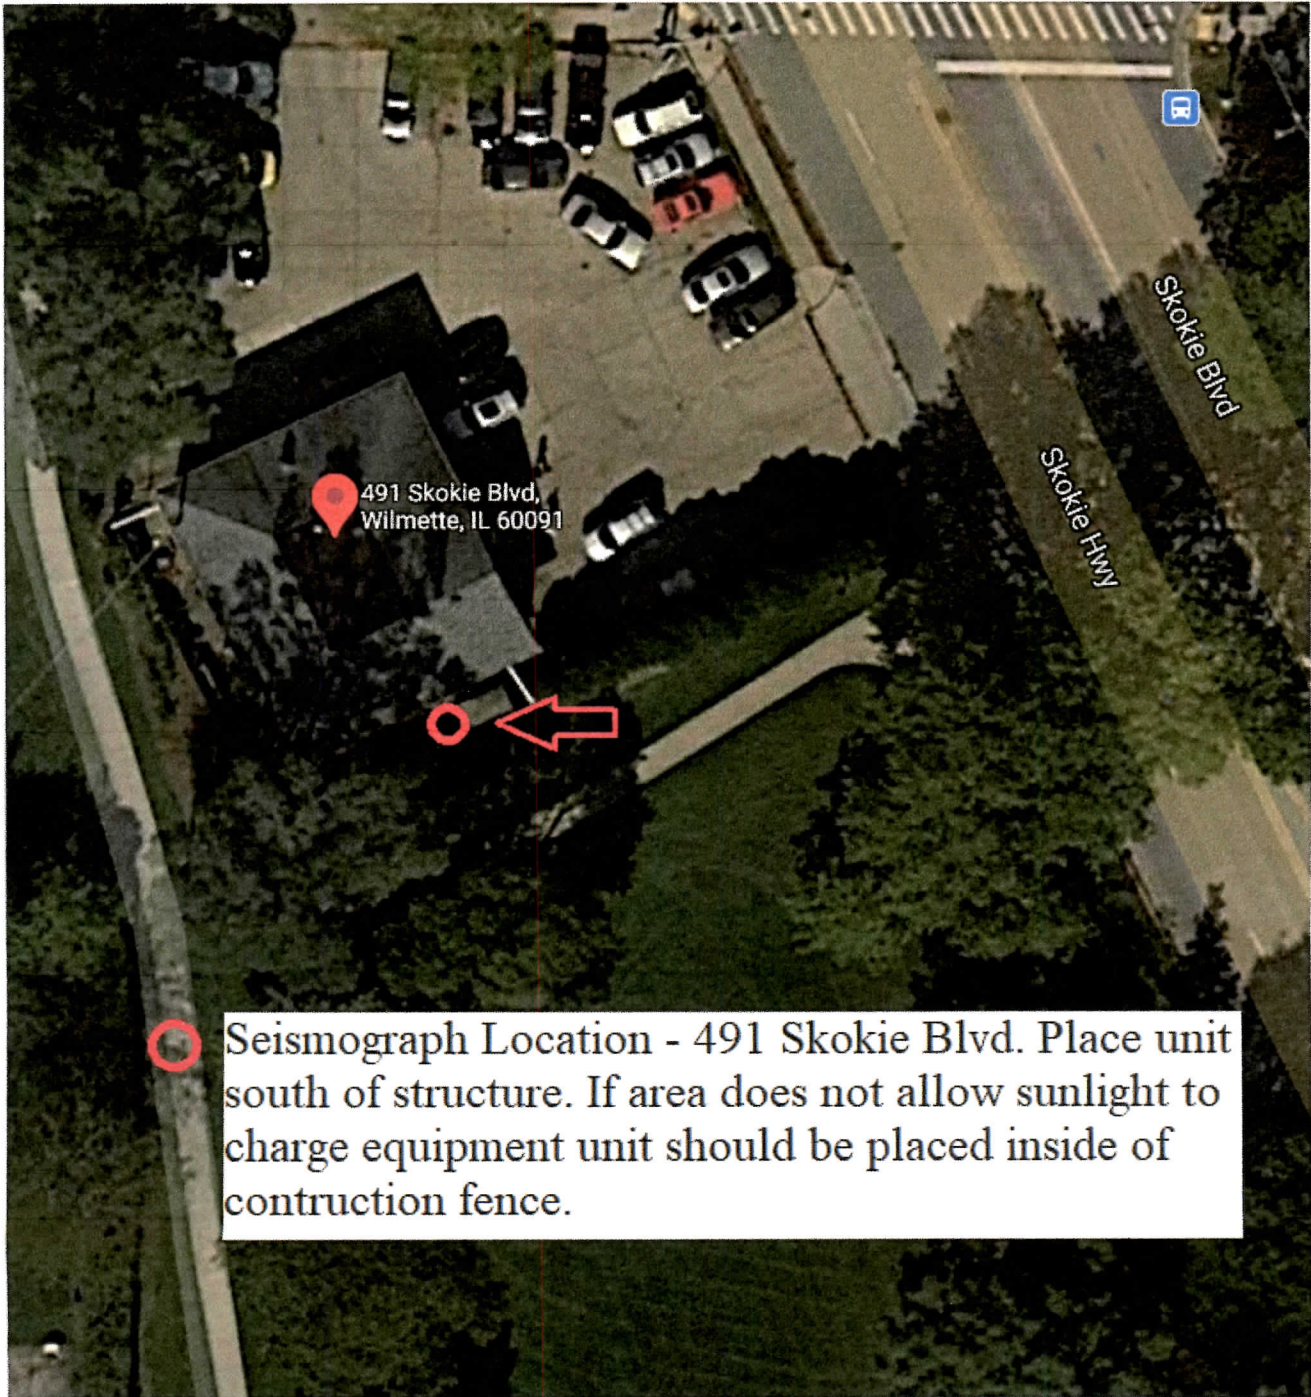 Skokie Blvd
Skokie Hwy
491 Skokie Blvd,
Wilmette, IL 60091
Seismograph Location - 491 Skokie Blvd. Place unit
south of structure. If area does not allow sunlight to
charge equipment unit should be placed inside of
contruction fence.